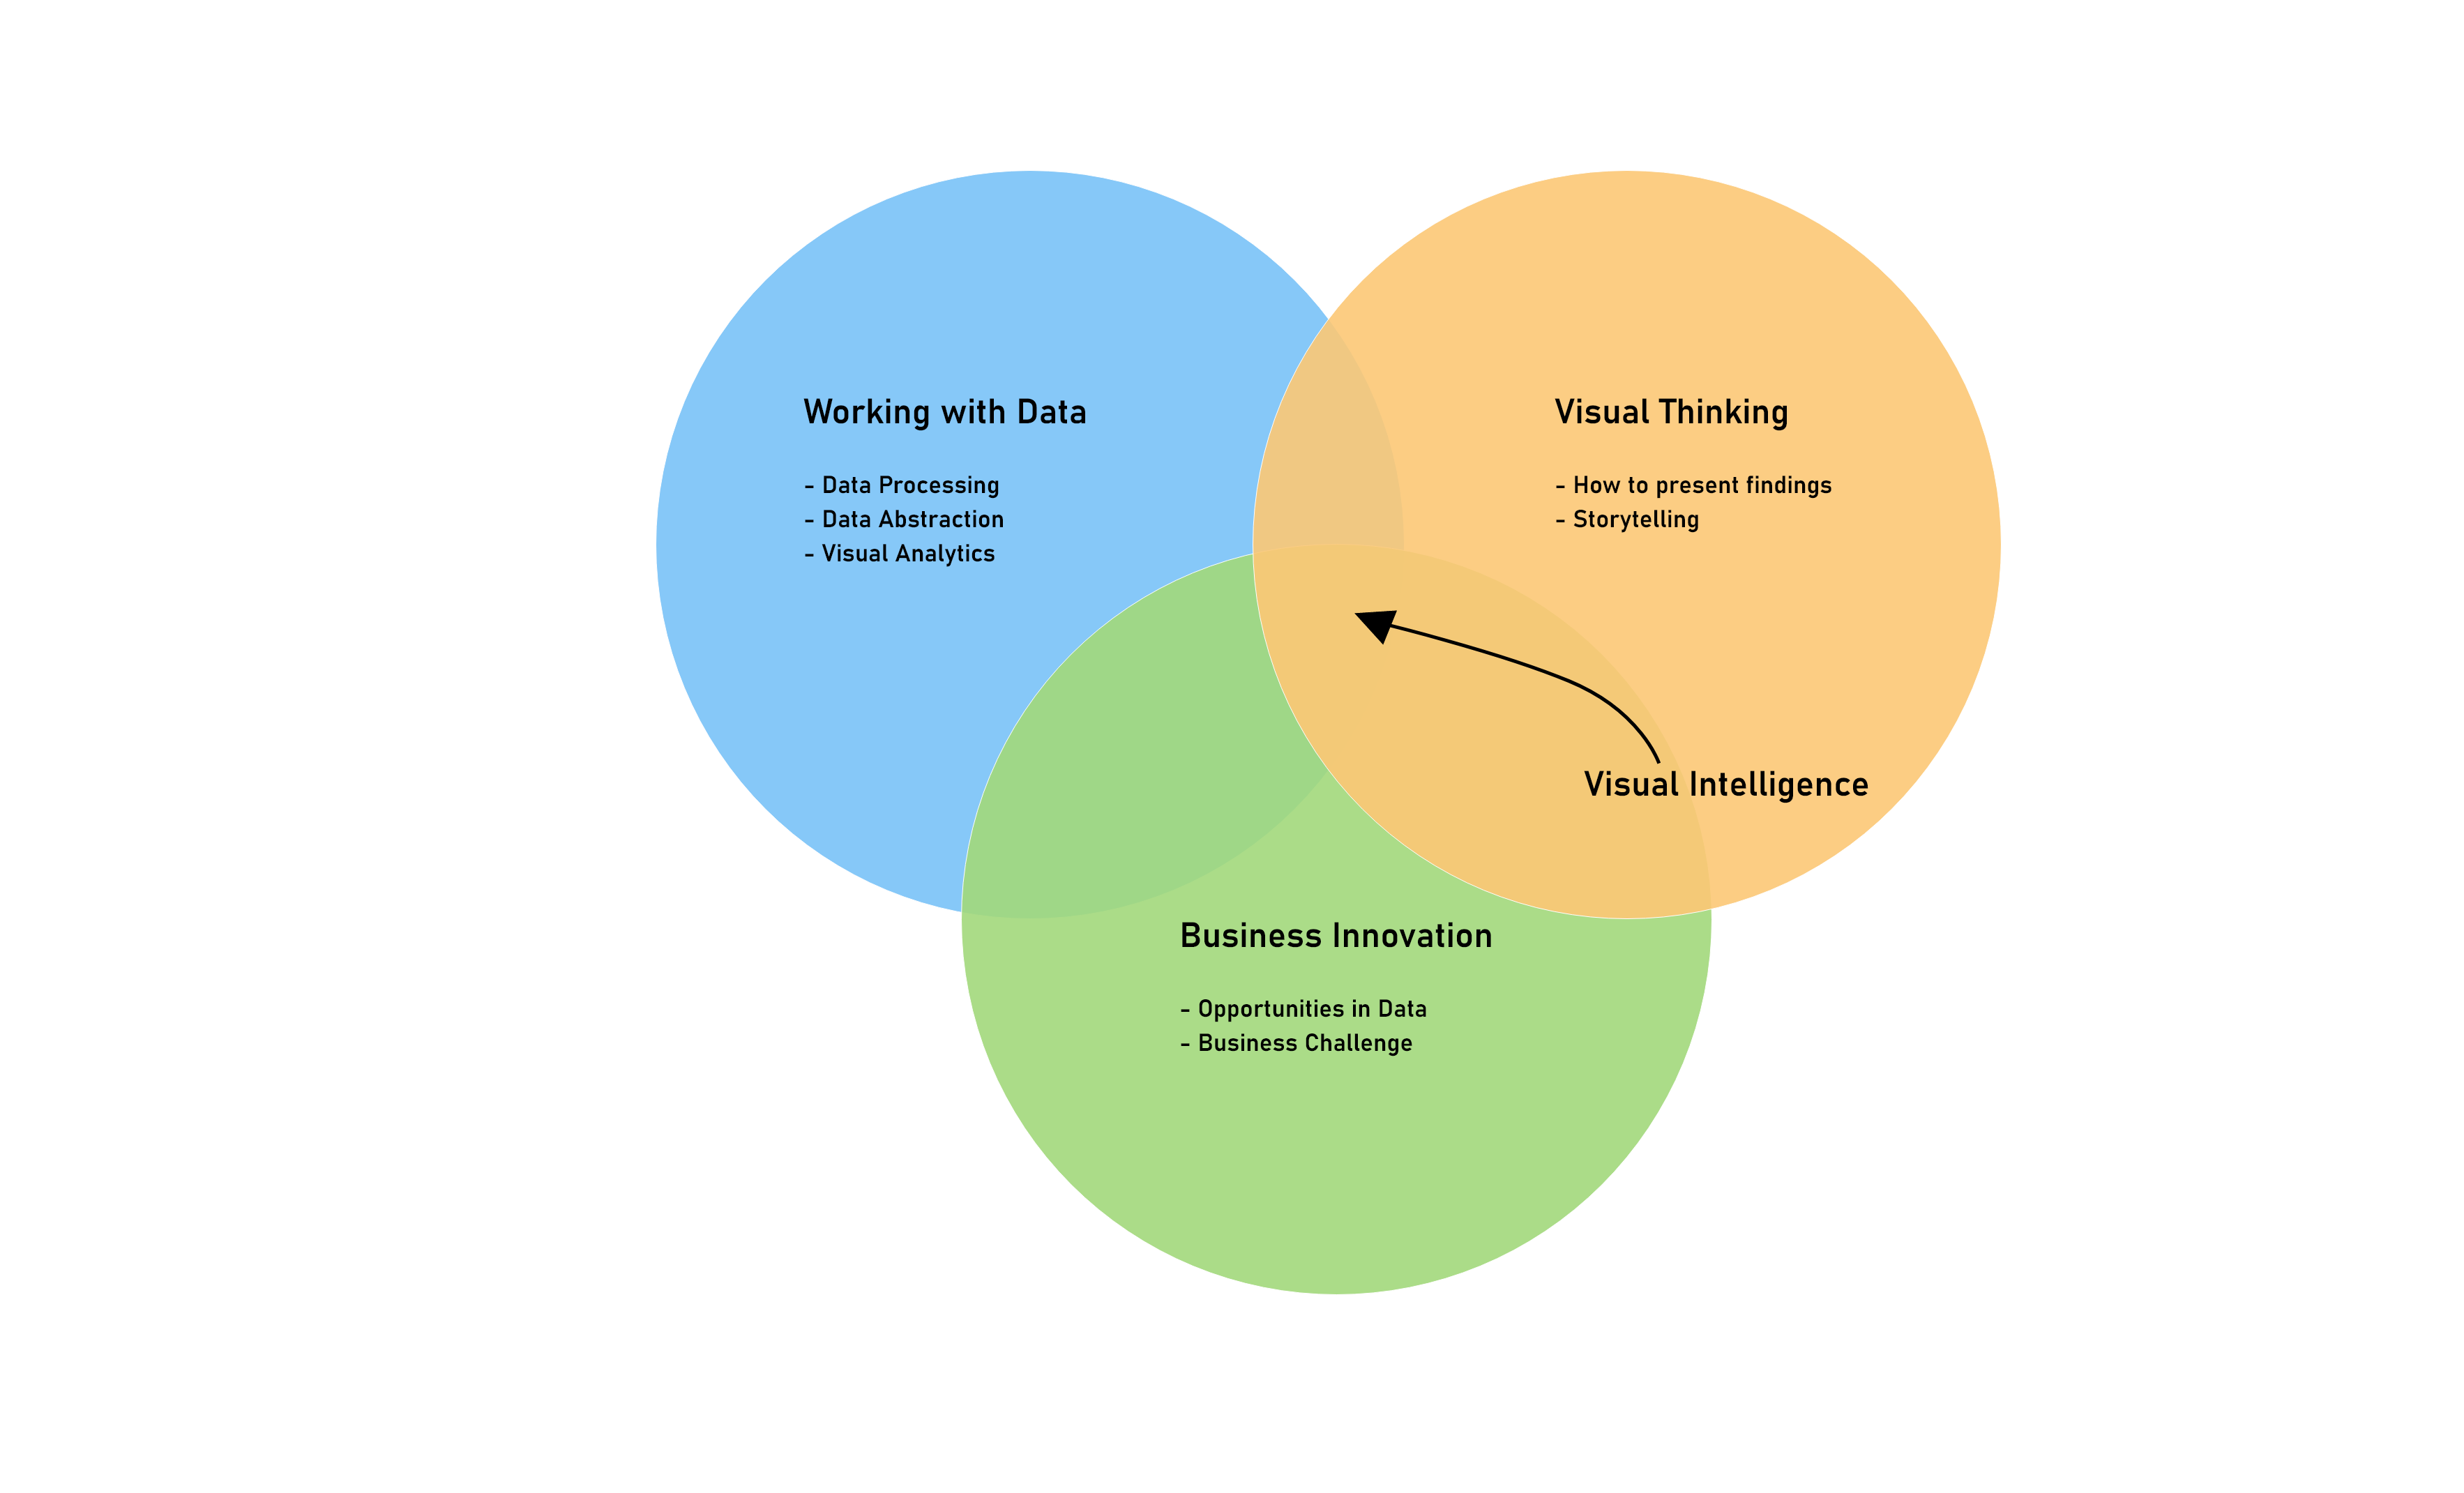 Working with Data
- Data Processing
- Data Abstraction
- Visual Analytics
Visual Thinking
- How to present findings
- Storytelling
Visual Intelligence
Business Innovation
- Opportunities in Data
- Business Challenge